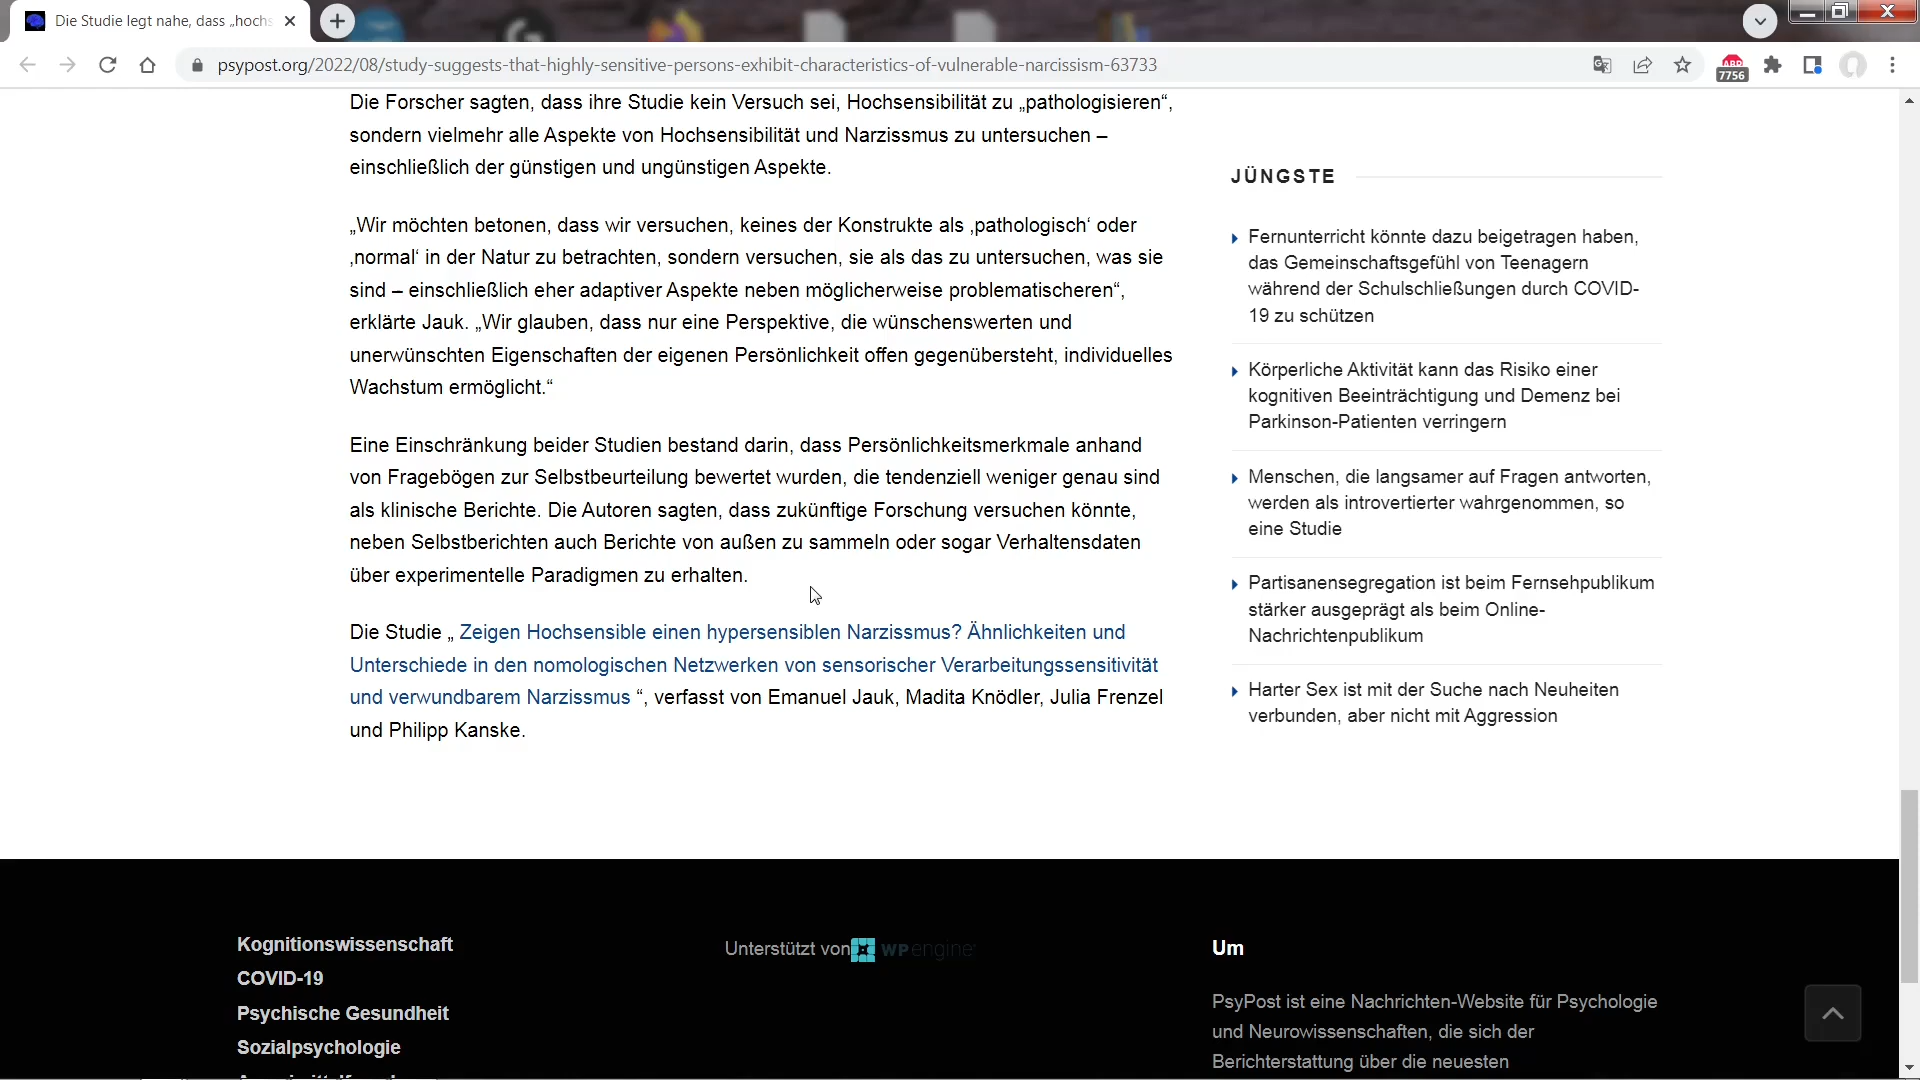 Die Studie legt nahe, dass „hochs
psypost.org/2022/08/study-suggests-that-highly-sensitive-persons-exhibit-characteristics-of-vulnerable-narcissism-63733
ABP
7756
Die Forscher sagten, dass ihre Studie kein Versuch sei, Hochsensibilität zu „pathologisieren“,
sondern vielmehr alle Aspekte von Hochsensibilität und Narzissmus zu untersuchen –
einschließlich der günstigen und ungünstigen Aspekte.
„Wir möchten betonen, dass wir versuchen, keines der Konstrukte als ‚pathologisch‘ oder
‚normal‘ in der Natur zu betrachten, sondern versuchen, sie als das zu untersuchen, was sie
sind – einschließlich eher adaptiver Aspekte neben möglicherweise problematischeren“,
erklärte Jauk. „Wir glauben, dass nur eine Perspektive, die wünschenswerten und
unerwünschten Eigenschaften der eigenen Persönlichkeit offen gegenübersteht, individuelles
Wachstum ermöglicht.“
Eine Einschränkung beider Studien bestand darin, dass Persönlichkeitsmerkmale anhand
von Fragebögen zur Selbstbeurteilung bewertet wurden, die tendenziell weniger genau sind
als klinische Berichte. Die Autoren sagten, dass zukünftige Forschung versuchen könnte,
neben Selbstberichten auch Berichte von außen zu sammeln oder sogar Verhaltensdaten
über experimentelle Paradigmen zu erhalten.
Die Studie „ Zeigen Hochsensible einen hypersensiblen Narzissmus? Ähnlichkeiten und
Unterschiede in den nomologischen Netzwerken von sensorischer Verarbeitungssensitivität
und verwundbarem Narzissmus “, verfasst von Emanuel Jauk, Madita Knödler, Julia Frenzel
und Philipp Kanske.
JÜNGSTE
Fernunterricht könnte dazu beigetragen haben,
das Gemeinschaftsgefühl von Teenagern
während der Schulschließungen durch COVID-
19 zu schützen
Körperliche Aktivität kann das Risiko einer
kognitiven Beeinträchtigung und Demenz bei
Parkinson-Patienten verringern
Menschen, die langsamer auf Fragen antworten,
werden als introvertierter wahrgenommen, so
eine Studie
Partisanensegregation ist beim Fernsehpublikum
stärker ausgeprägt als beim Online-
Nachrichtenpublikum
Harter Sex ist mit der Suche nach Neuheiten
verbunden, aber nicht mit Aggression
Kognitionswissenschaft
COVID-19
Psychische Gesundheit
Sozialpsychologie
Unterstützt von WP engine
Um
PsyPost ist eine Nachrichten-Website für Psychologie
und Neurowissenschaften, die sich der
Berichterstattung über die neuesten